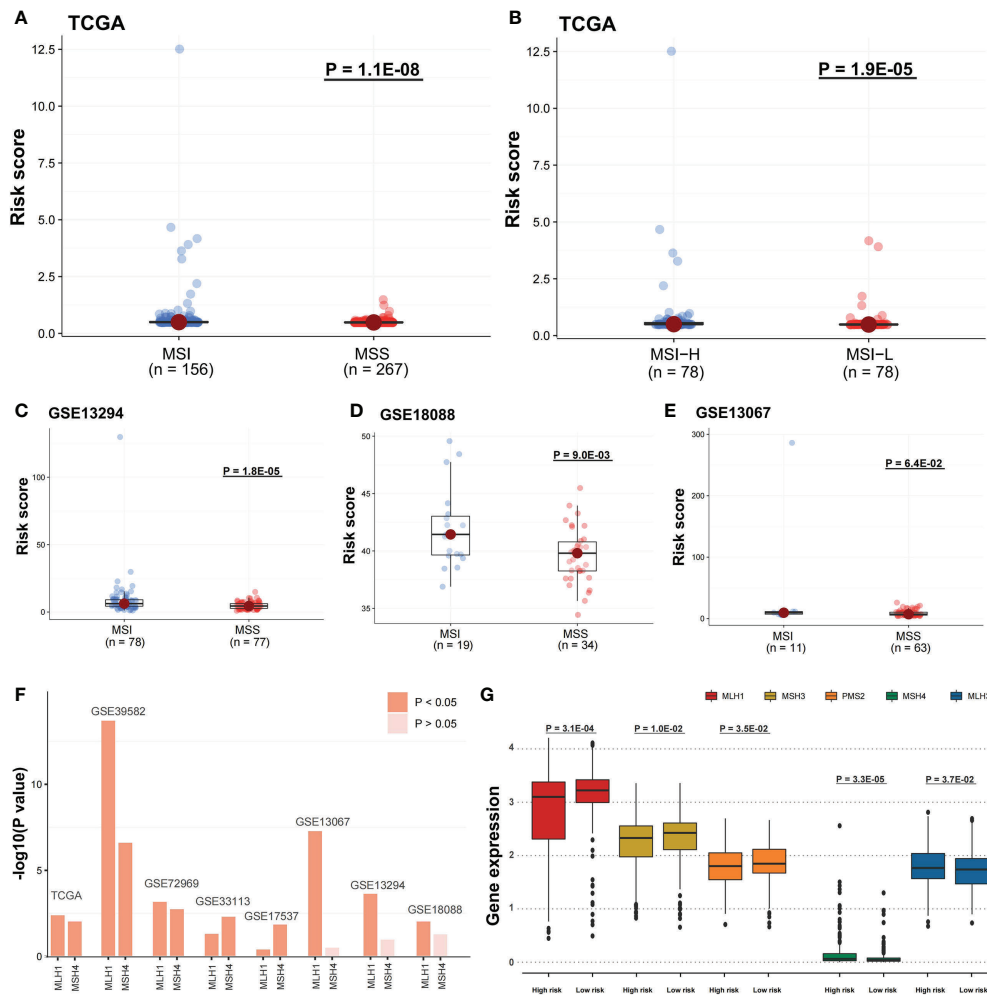 A TCGA
Risk score
12.5
10.0
7.5
5.0
2.5
0.0
P = 1.1E-08
MSI MSS
(n = 156) (n = 267)
B TCGA
Risk score
12.5
10.0
7.5
5.0
2.5
0.0
P = 1.9E-05
MSI-H MSI-L
(n = 78) (n = 78)
C GSE13294
Risk score
100
50
0
P = 1.8E-05
MSI MSS
(n = 78) (n = 77)
D GSE18088
Risk score
50
45
40
35
P = 9.0E-03
MSI MSS
(n = 19) (n = 34)
E GSE13067
Risk score
300
200
100
0
P = 6.4E-02
MSI MSS
(n = 11) (n = 63)
F
-log10(P value)
10
5
0
P < 0.05
P > 0.05
GSE39582
GSE13067
TCGA GSE72969 GSE33113 GSE17537 GSE13294 GSE18088
MLH1 MSH4 MLH1 MSH4 MLH1 MSH4 MLH1 MSH4 MLH1 MSH4 MLH1 MSH4 MLH1 MSH4 MLH1 MSH4
G
MLH1 MSH3 PMS2 MSH4 MLH3
Gene expression
4
3
2
1
0
P = 3.1E-04 P = 1.0E-02 P = 3.5E-02
P = 3.3E-05 P = 3.7E-02
High risk Low risk High risk Low risk High risk Low risk High risk Low risk High risk Low risk